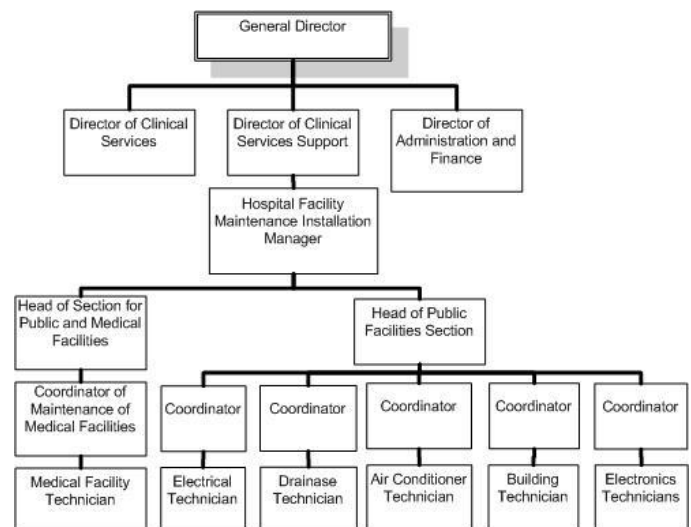 General Director
Director of Clinical
Services
Director of Clinical
Services Support
Director of
Administration and
Finance
Hospital Facility
Maintenance Installation
Manager
Head of Section for
Public and Medical
Facilities
Head of Public
Facilities Section
Coordinator of
Maintenance of
Medical Facilities
Coordinator
Coordinator
Coordinator
Coordinator
Coordinator
Medical Facility
Technician
Electrical
Technician
Drainase
Technician
Air Conditioner
Technician
Building
Technician
Electronics
Technicians